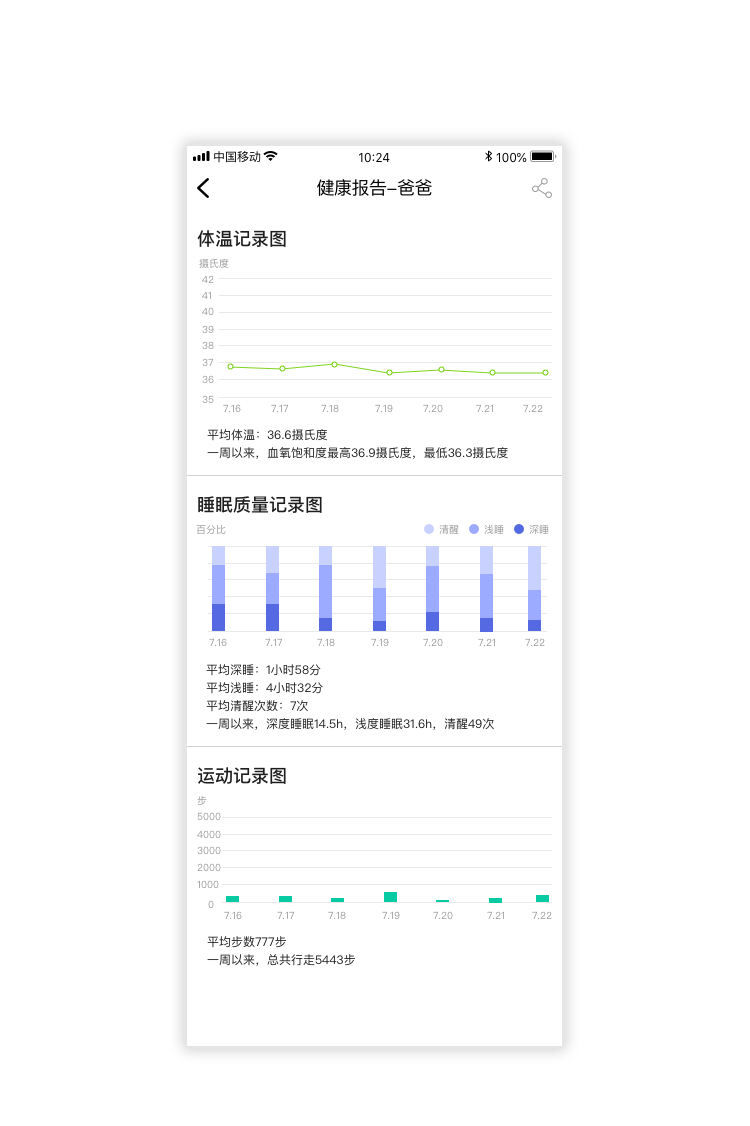 中国移动 10:24 100%
健康报告–爸爸
体温记录图
摄氏度
42
41
40
39
38
37
36
35
7.16 7.17 7.18 7.19 7.20 7.21 7.22
平均体温：36.6摄氏度
一周以来，血氧饱和度最高36.9摄氏度，最低36.3摄氏度
睡眠质量记录图
百分比 清醒 浅睡 深睡
7.16 7.17 7.18 7.19 7.20 7.21 7.22
平均深睡：1小时58分
平均浅睡：4小时32分
平均清醒次数：7次
一周以来，深度睡眠14.5h，浅度睡眠31.6h，清醒49次
运动记录图
步
5000
4000
3000
2000
1000
0
7.16 7.17 7.18 7.19 7.20 7.21 7.22
平均步数777步
一周以来，总共行走5443步